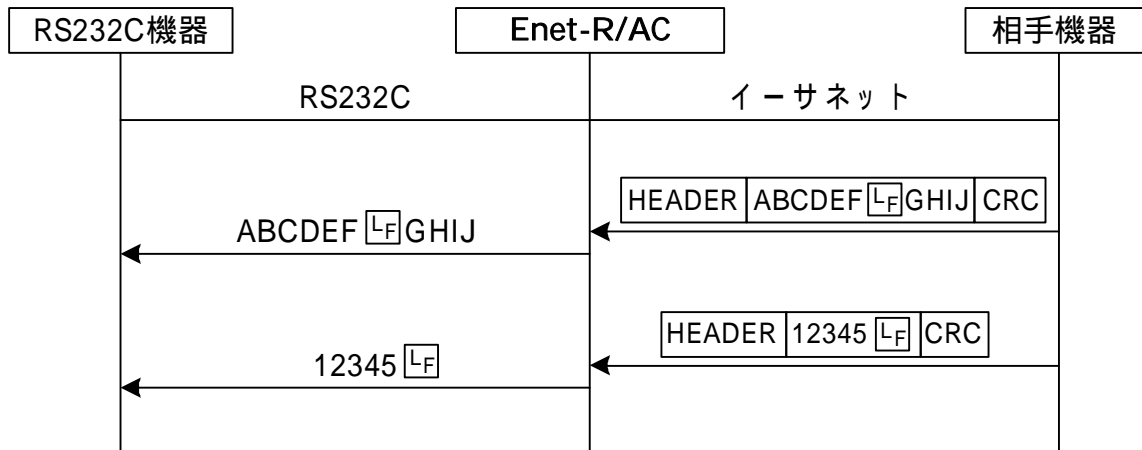 RS232C機器 Enet-R/AC 相手機器
RS232C イーサネット
HEADER ABCDEF LF GHIJ CRC
ABCDEF LF GHIJ
HEADER 12345 LF CRC
12345 LF